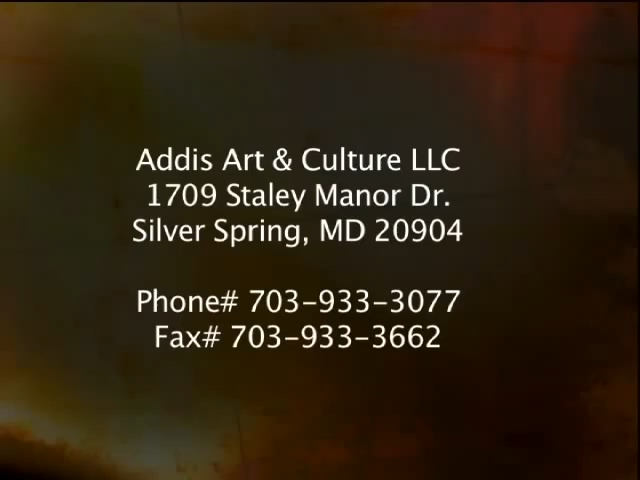 Addis Art & Culture LLC
1709 Staley Manor Dr.
Silver Spring, MD 20904
Phone# 703-933-3077
Fax# 703-933-3662